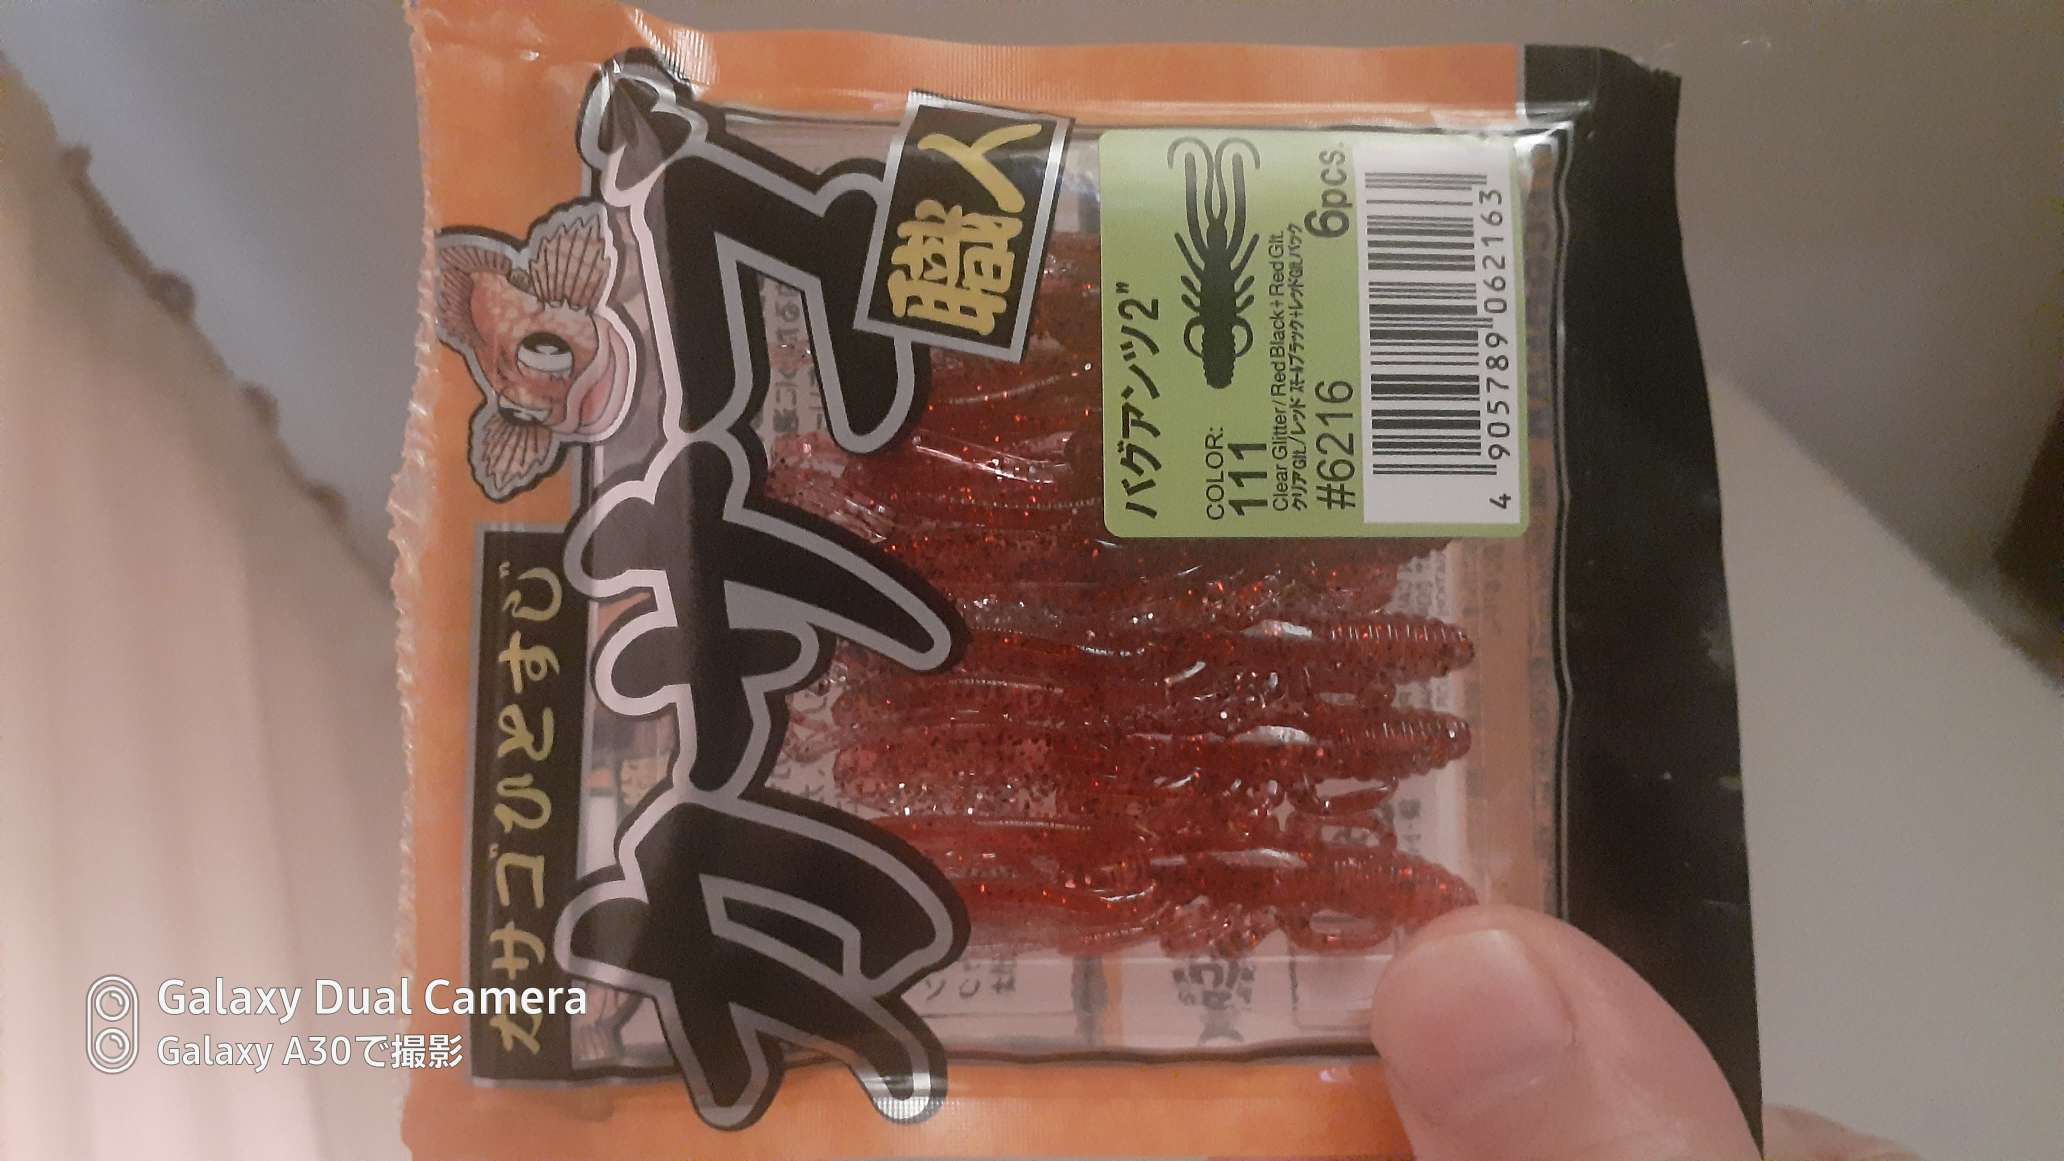 カサゴひとすじ
カサゴ
職人
バグアンツ2"
COLOR:
111
Clear Glitter/Red Black+Red Glt.
クリアGlt./レッド スモールブラック+レッドGlt.バック
#6216 6pcs.
4 905789 062163
Galaxy Dual Camera
Galaxy A30で撮影